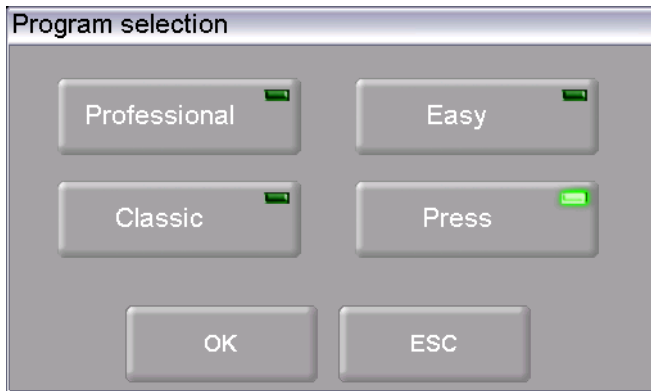 Program selection
Professional
Easy
Classic
Press
OK
ESC